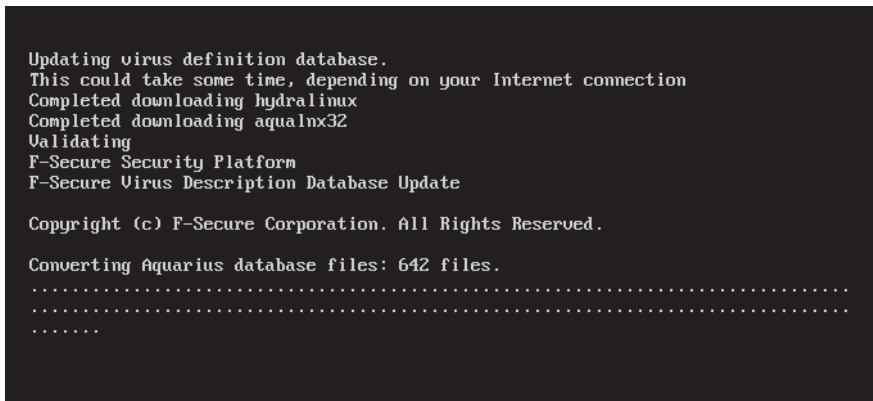 Updating virus definition database.
This could take some time, depending on your Internet connection
Completed downloading hydralinux
Completed downloading aqualnx32
Validating
F-Secure Security Platform
F-Secure Virus Description Database Update
Copyright (c) F-Secure Corporation. All Rights Reserved.
Converting Aquarius database files: 642 files.
................................................................................
................................................................................
.......